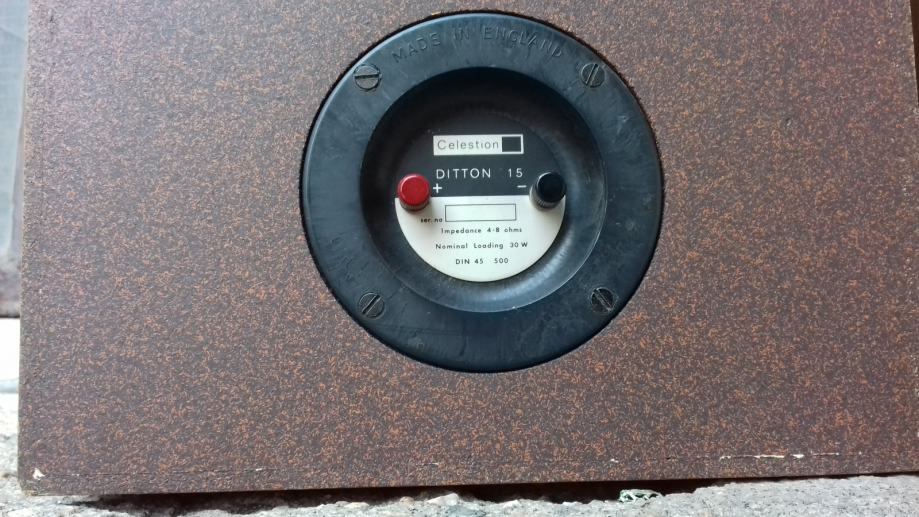 MADE IN ENGLAND
Celestion
DITTON 15
+ −
ser. no
Impedance 4-8 ohms
Nominal Loading 30 W
DIN 45 500